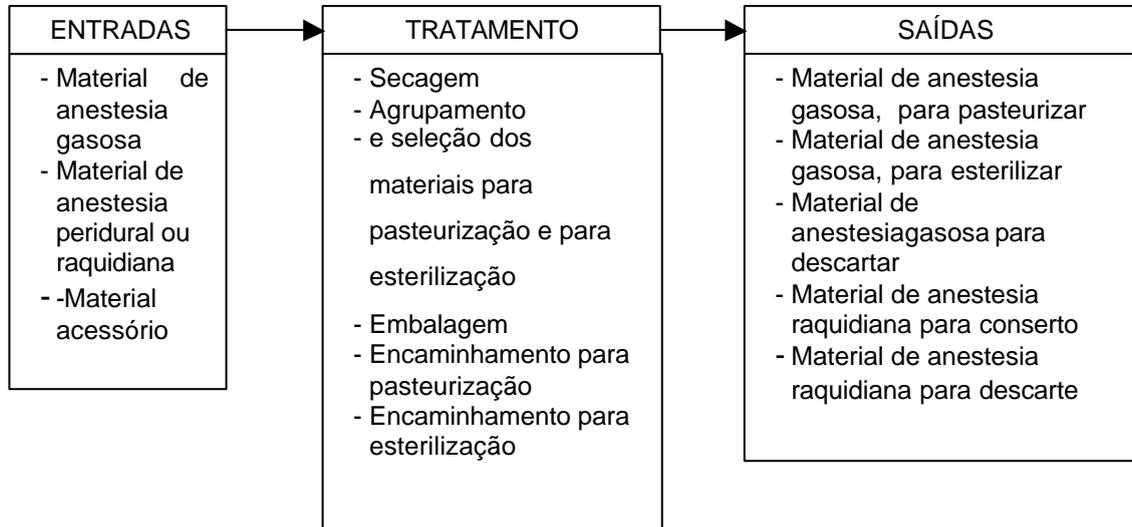 ENTRADAS
- Material de
anestesia
gasosa
- Material de
anestesia
peridural ou
raquidiana
- -Material
acessório
TRATAMENTO
- Secagem
- Agrupamento
- e seleção dos
materiais para
pasteurização e para
esterilização
- Embalagem
- Encaminhamento para
pasteurização
- Encaminhamento para
esterilização
SAÍDAS
- Material de anestesia
gasosa, para pasteurizar
- Material de anestesia
gasosa, para esterilizar
- Material de
anestesiagasosa para
descartar
- Material de anestesia
raquidiana para conserto
- Material de anestesia
raquidiana para descarte